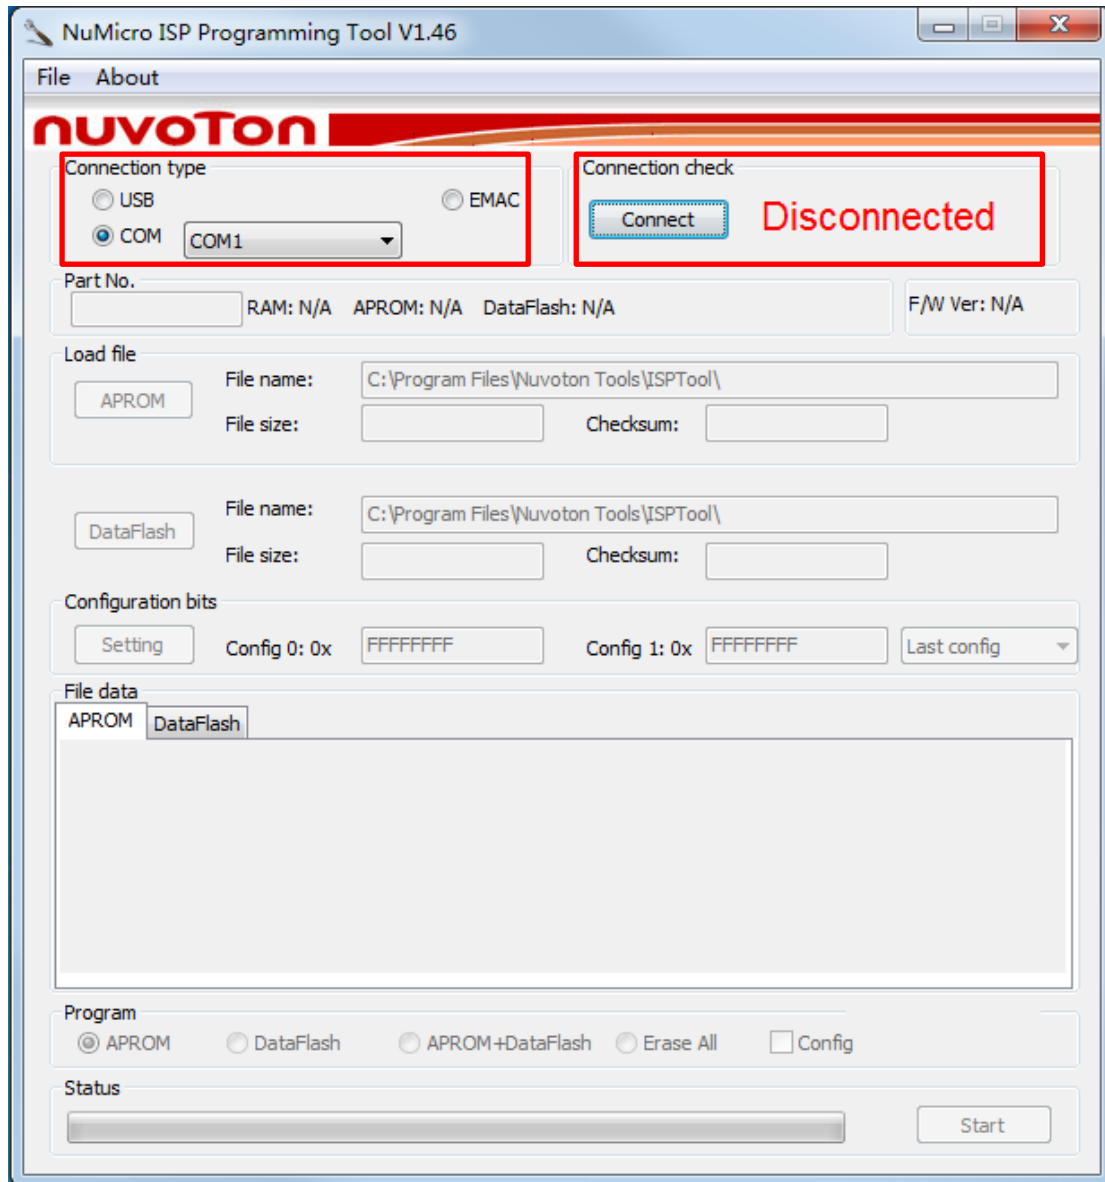 NuMicro ISP Programming Tool V1.46
File About
nuvoTon
Connection type
USB EMAC
COM COM1
Connection check
Connect Disconnected
Part No.
RAM: N/A APROM: N/A DataFlash: N/A
F/W Ver: N/A
Load file
APROM
File name: C:\Program Files\Nuvoton Tools\ISPTool\
File size: Checksum:
DataFlash
File name: C:\Program Files\Nuvoton Tools\ISPTool\
File size: Checksum:
Configuration bits
Setting Config 0: 0x FFFFFFFF Config 1: 0x FFFFFFFF Last config
File data
APROM DataFlash
Program
APROM DataFlash APROM+DataFlash Erase All Config
Status
Start